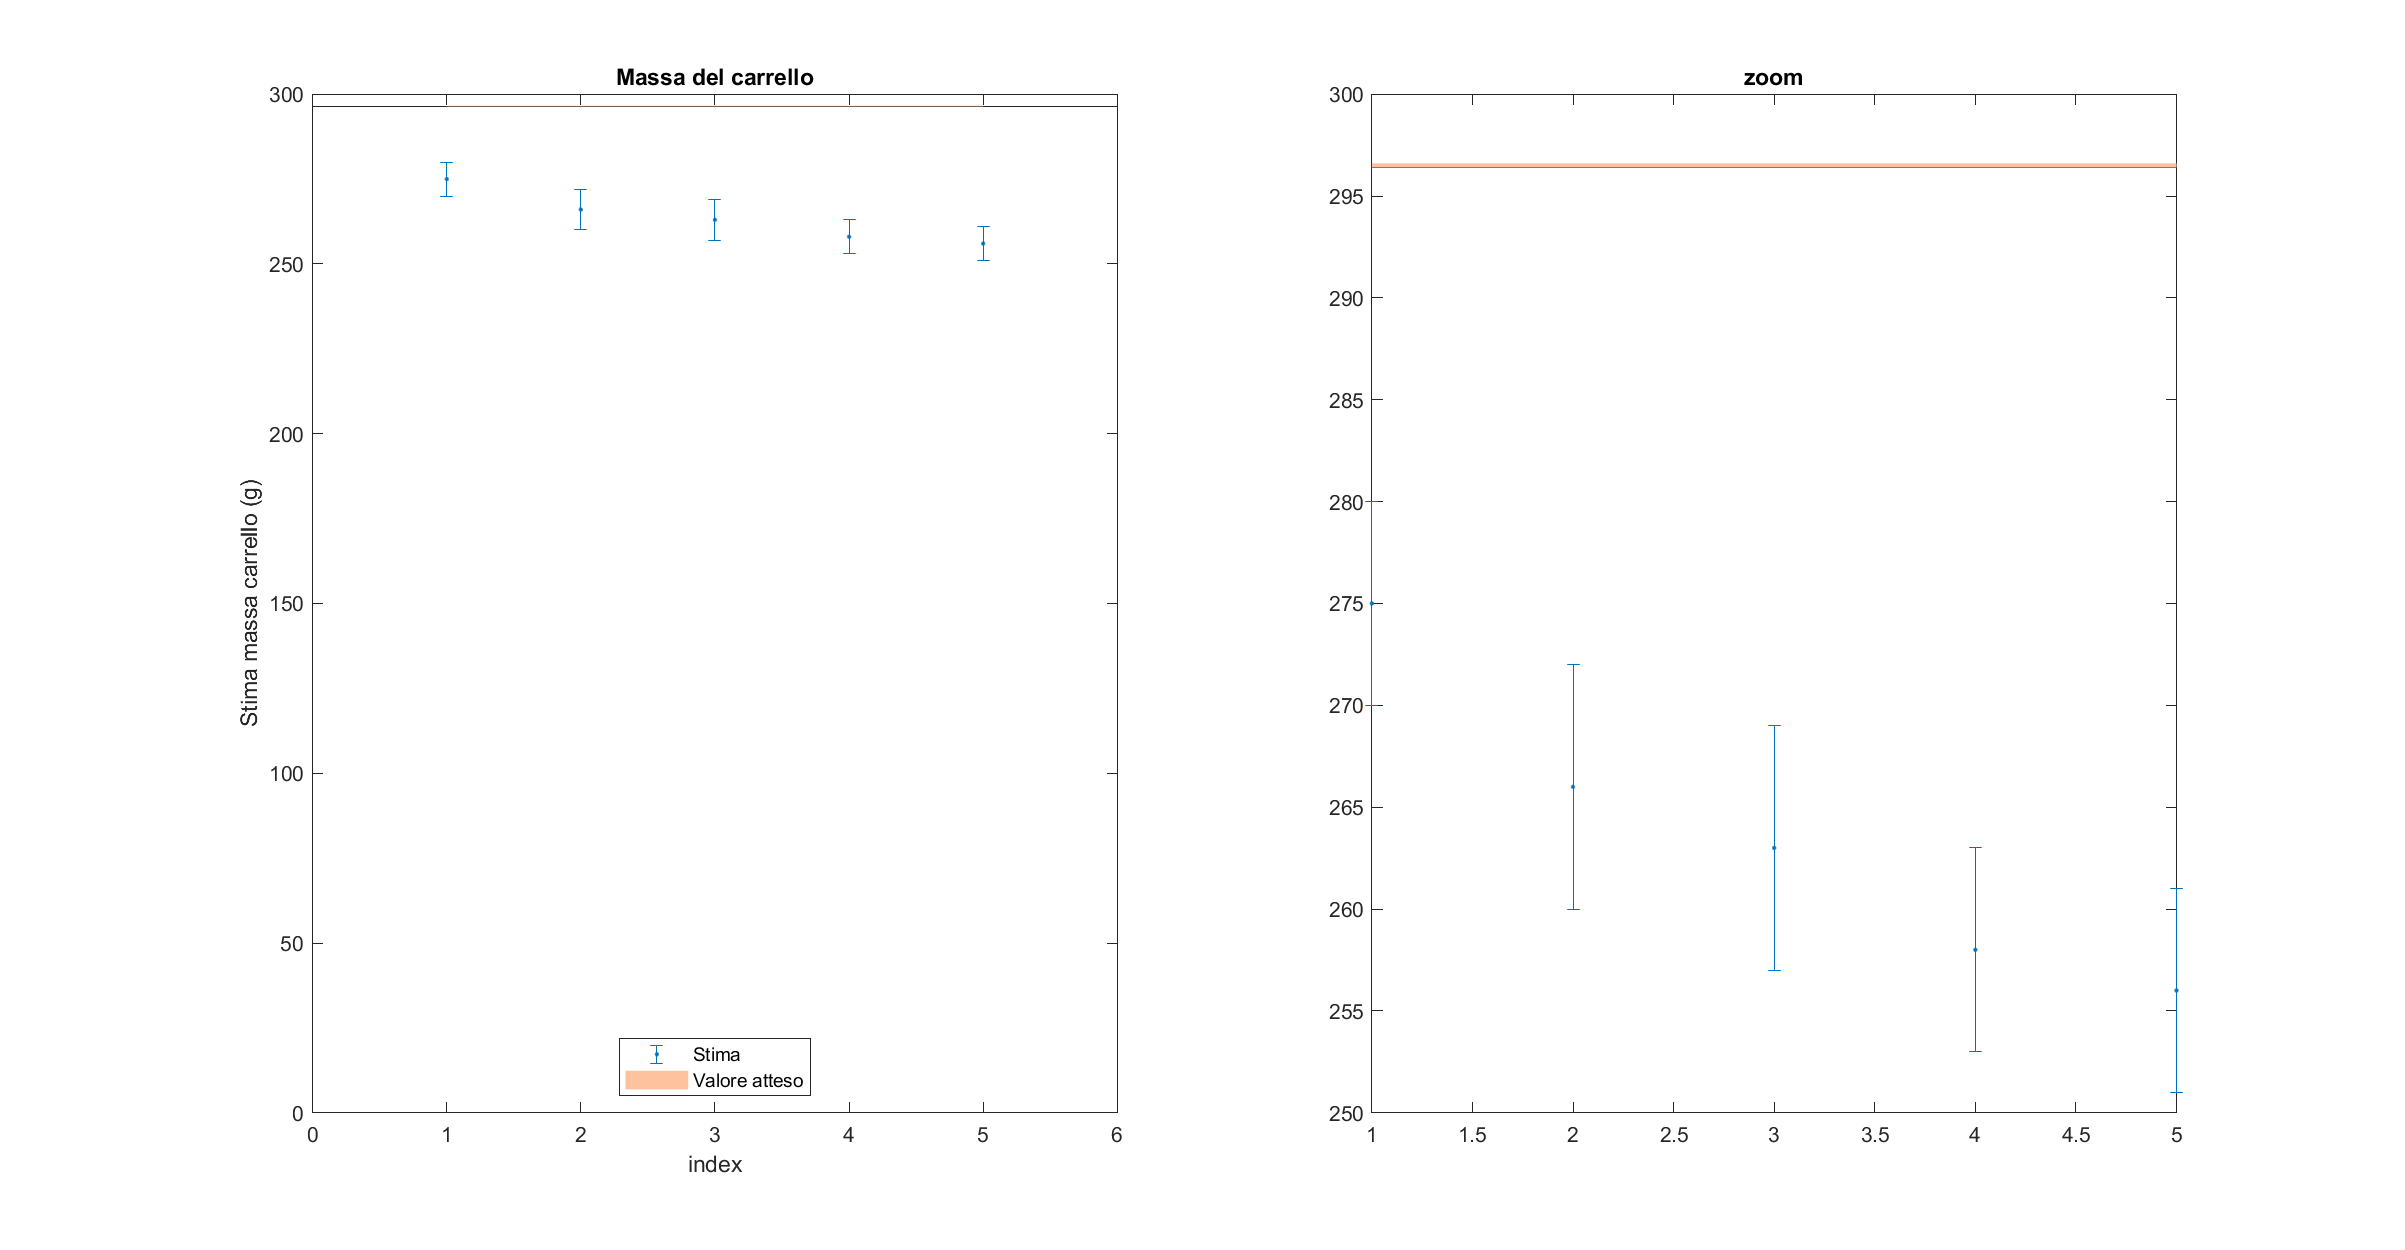 Massa del carrello
300
250
200
150
100
50
0
Stima massa carrello (g)
0 1 2 3 4 5 6
index
Stima
Valore atteso
zoom
300
295
290
285
280
275
270
265
260
255
250
1 1.5 2 2.5 3 3.5 4 4.5 5